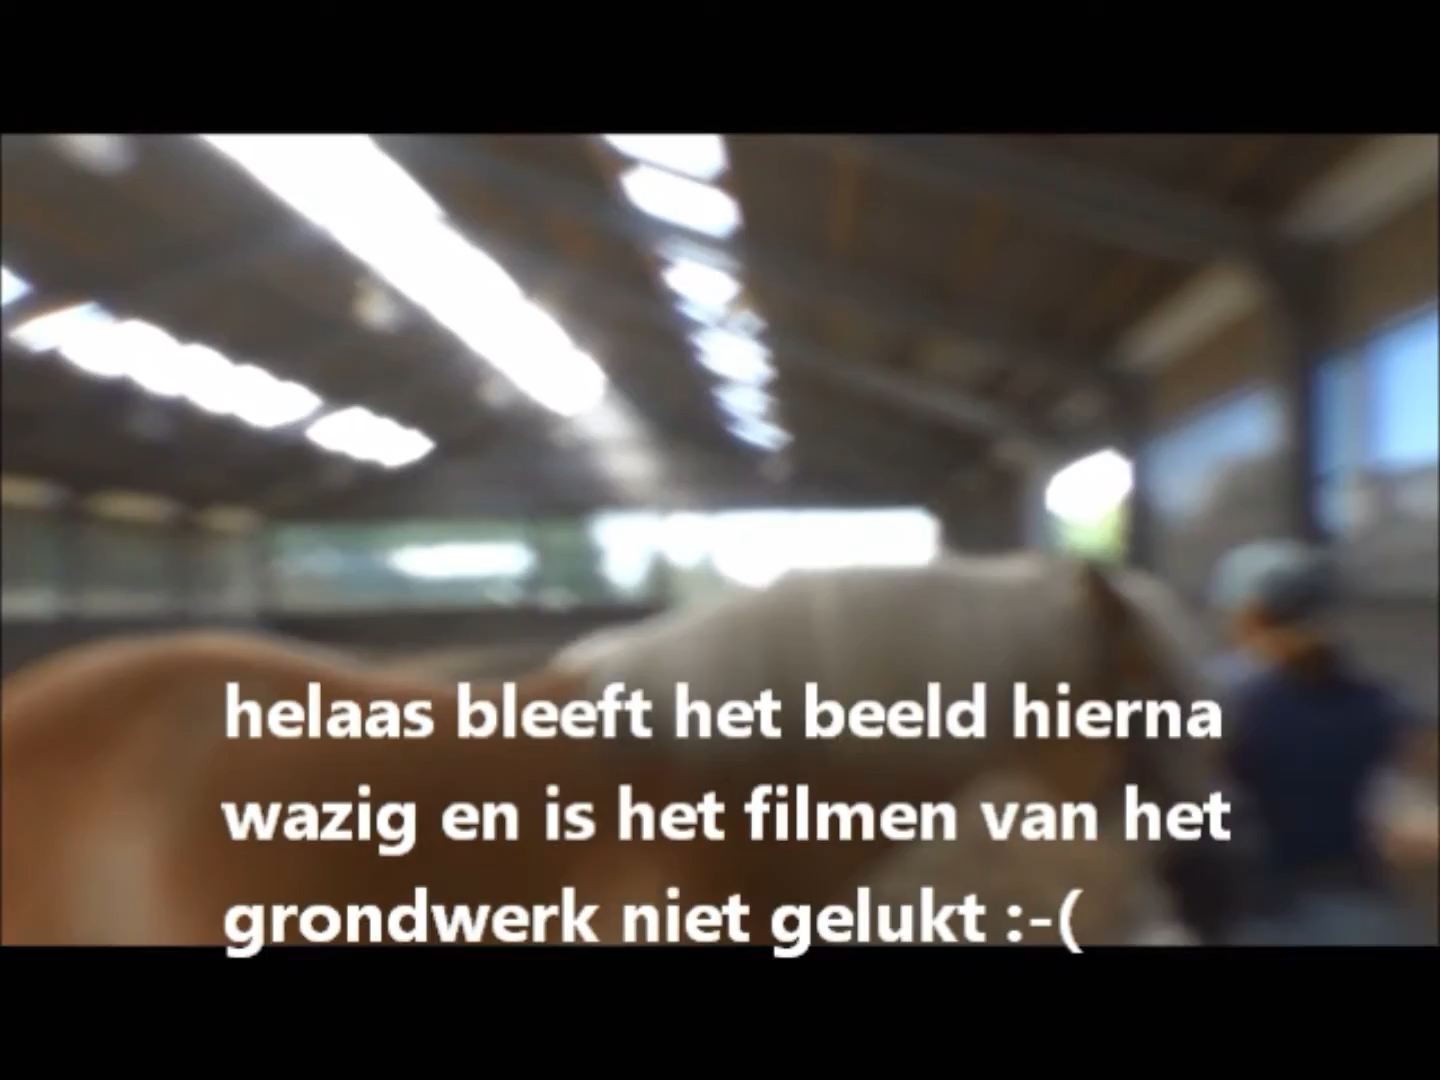 helaas bleeft het beeld hierna
wazig en is het filmen van het
grondwerk niet gelukt :-(